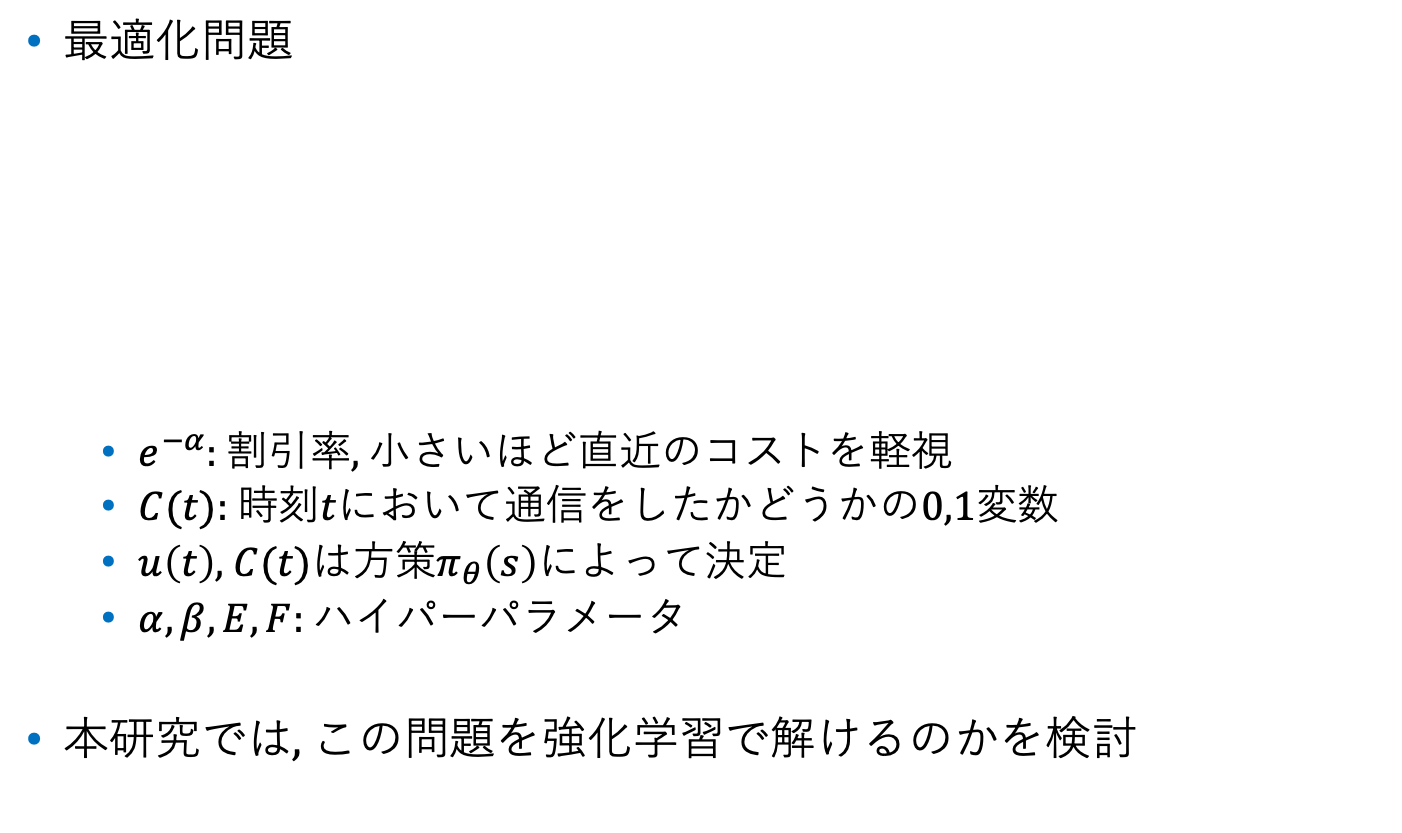 • 最適化問題
• e^{-α}: 割引率, 小さいほど直近のコストを軽視
• C(t): 時刻tにおいて通信をしたかどうかの0,1変数
• u(t), C(t)は方策π_θ(s)によって決定
• α, β, E, F: ハイパーパラメータ
• 本研究では, この問題を強化学習で解けるのかを検討